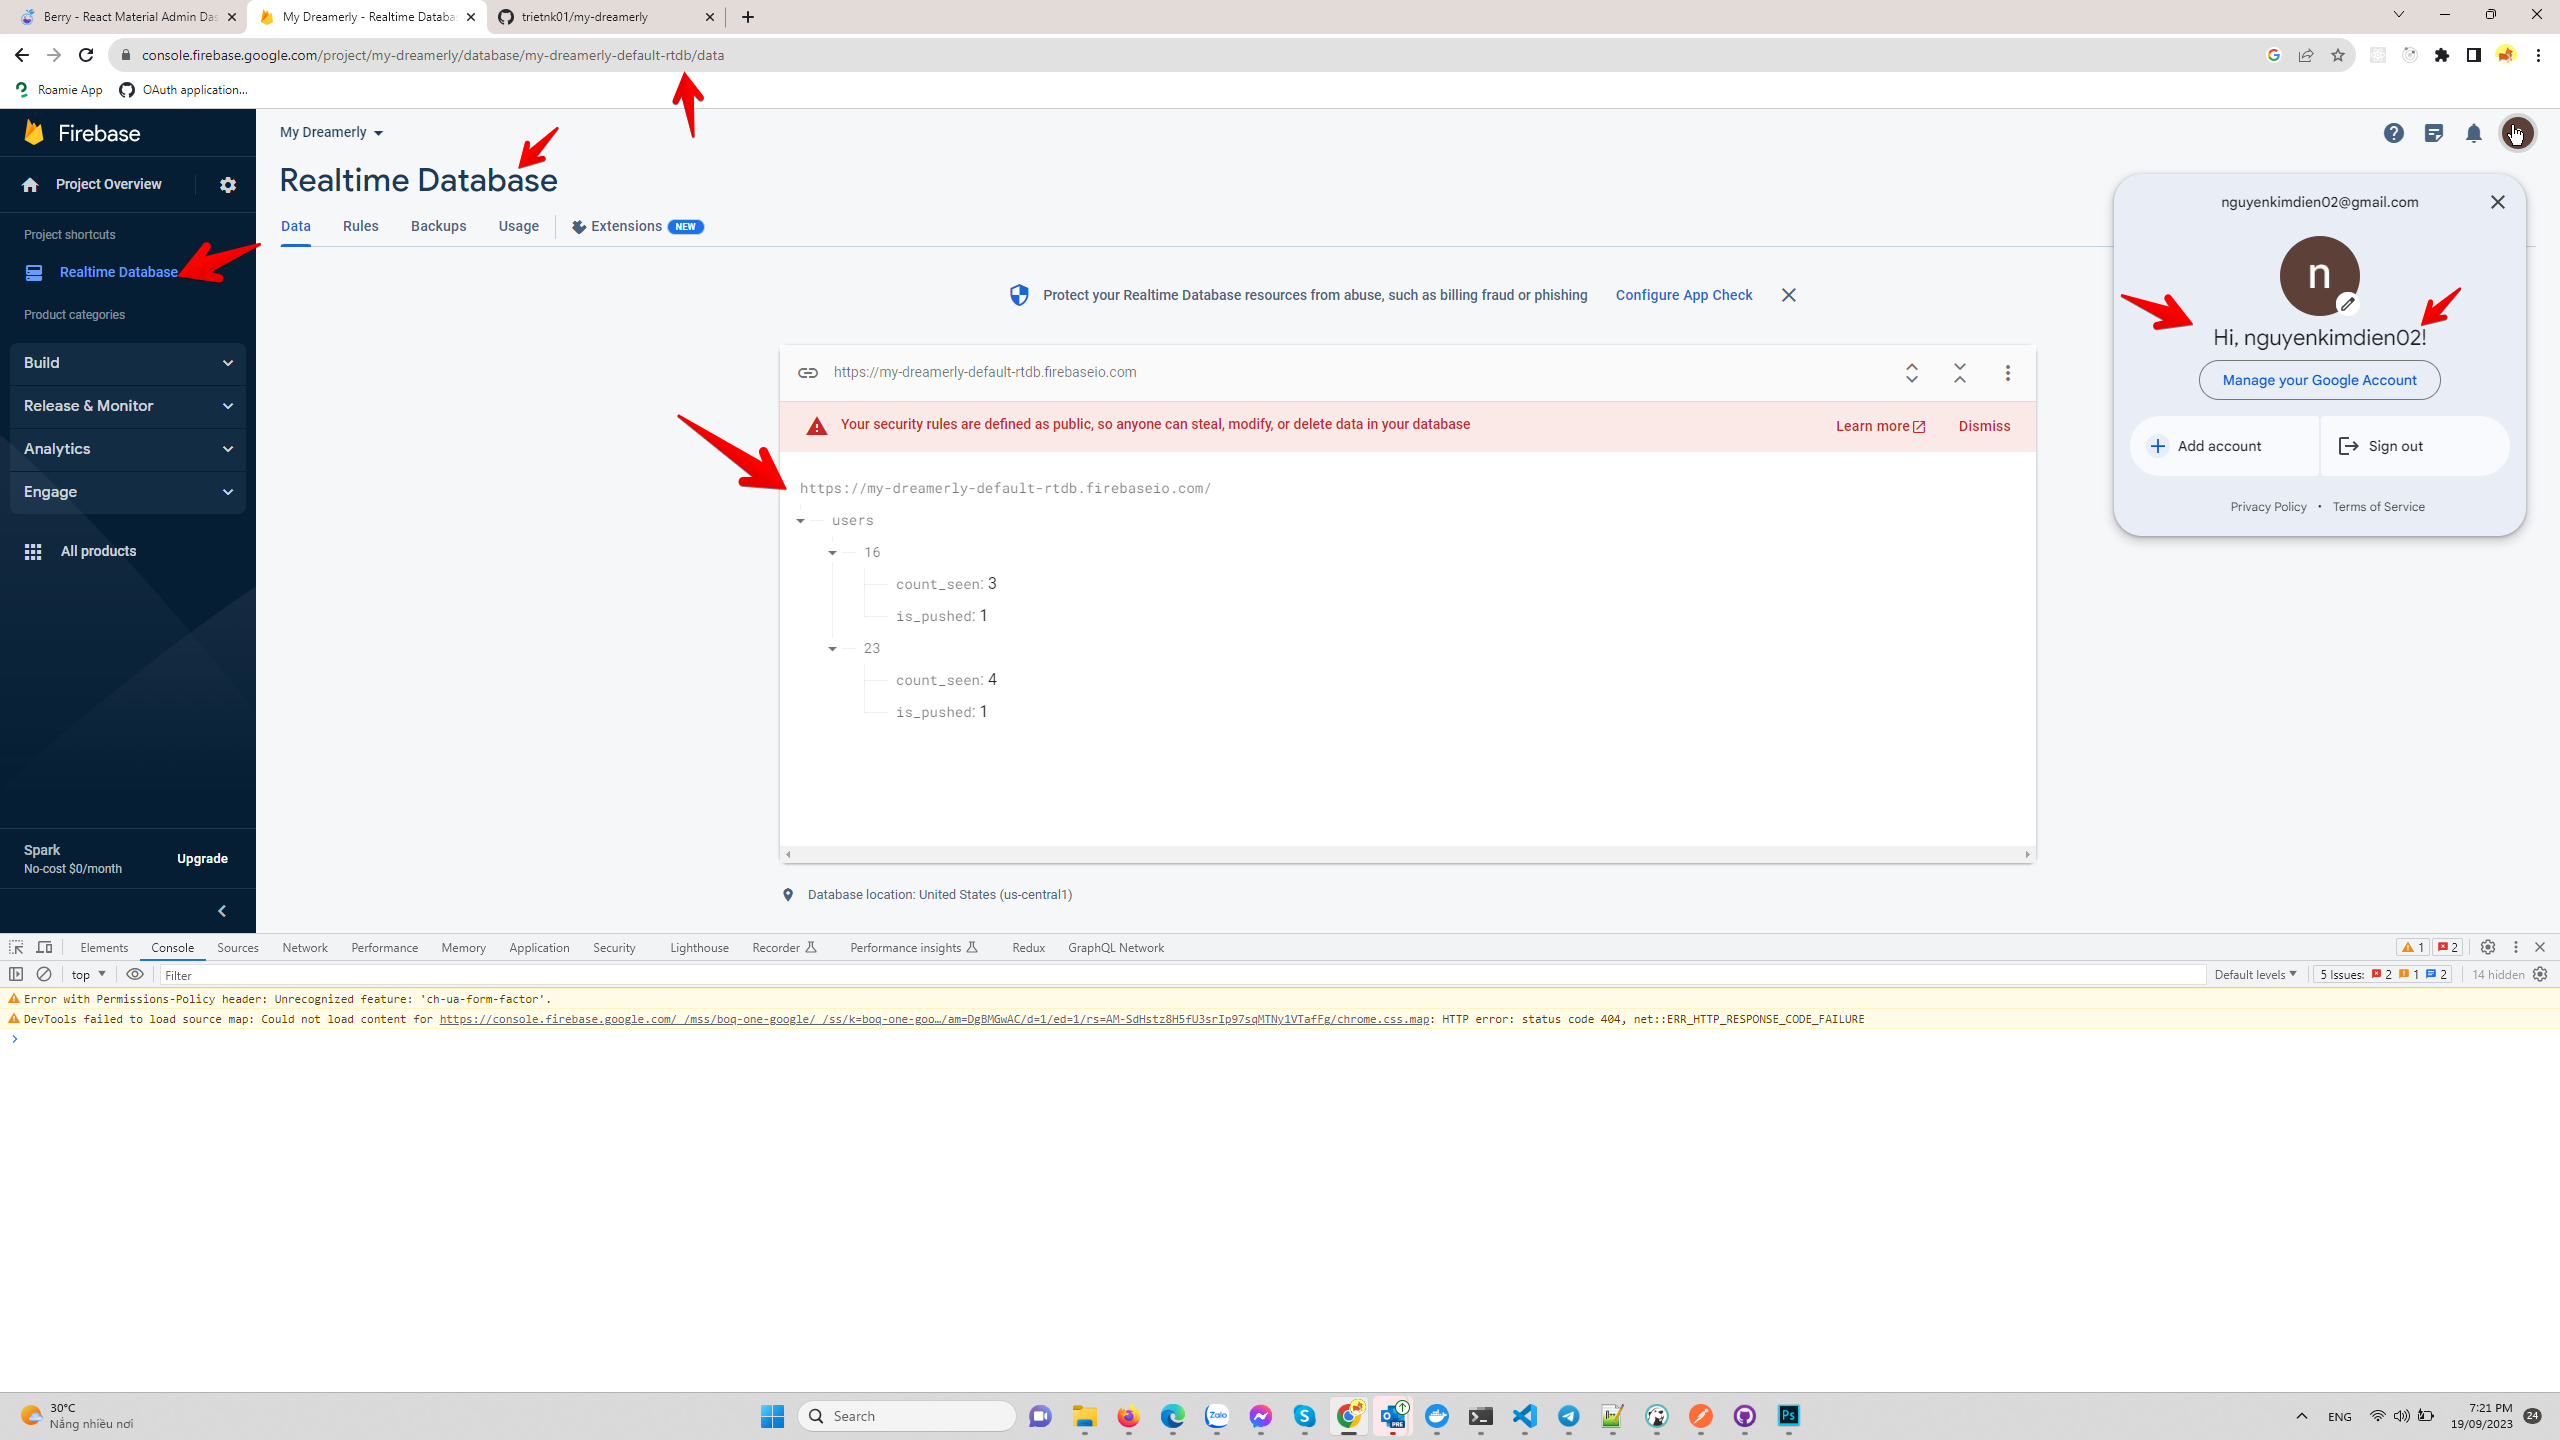 Berry - React Material Admin Das
My Dreamerly - Realtime Databa
trietnk01/my-dreamerly
console.firebase.google.com/project/my-dreamerly/database/my-dreamerly-default-rtdb/data
Roamie App
OAuth application...
Firebase
My Dreamerly
Realtime Database
Project Overview
Data
Rules
Backups
Usage
Extensions
NEW
Project shortcuts
Realtime Database
Product categories
Build
Release & Monitor
Analytics
Engage
All products
Spark
No-cost $0/month
Upgrade
Protect your Realtime Database resources from abuse, such as billing fraud or phishing
Configure App Check
https://my-dreamerly-default-rtdb.firebaseio.com
Your security rules are defined as public, so anyone can steal, modify, or delete data in your database
Learn more
Dismiss
https://my-dreamerly-default-rtdb.firebaseio.com/
users
16
count_seen: 3
is_pushed: 1
23
count_seen: 4
is_pushed: 1
Database location: United States (us-central1)
nguyenkimdien02@gmail.com
n
Hi, nguyenkimdien02!
Manage your Google Account
Add account
Sign out
Privacy Policy • Terms of Service
Elements
Console
Sources
Network
Performance
Memory
Application
Security
Lighthouse
Recorder
Performance insights
Redux
GraphQL Network
1
2
top
Filter
Default levels
5 Issues: 2 1 2
14 hidden
Error with Permissions-Policy header: Unrecognized feature: 'ch-ua-form-factor'.
DevTools failed to load source map: Could not load content for https://console.firebase.google.com/_/mss/boq-one-google/_/ss/k=boq-one-goo…/am=DgBMGwAC/d=1/ed=1/rs=AM-SdHstz8H5fU3srIp97sqMTNy1VTafFg/chrome.css.map: HTTP error: status code 404, net::ERR_HTTP_RESPONSE_CODE_FAILURE
30°C
Nắng nhiều nơi
Search
Zalo
PRE
Ps
ENG
7:21 PM
19/09/2023
24